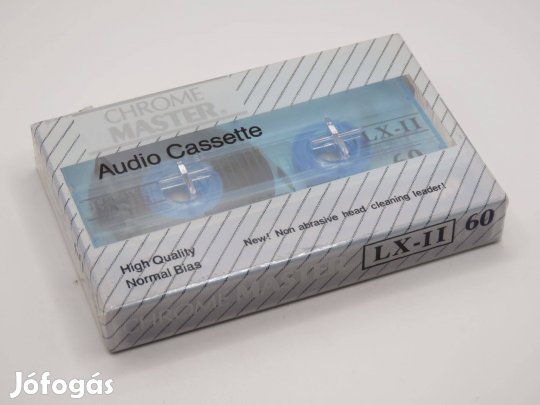 CHROME
MASTER
Audio Cassette
LX-II
60
High Quality
Normal Bias
New! Non abrasive head cleaning leader!
CHROME MASTER LX-II 60
Jófogás